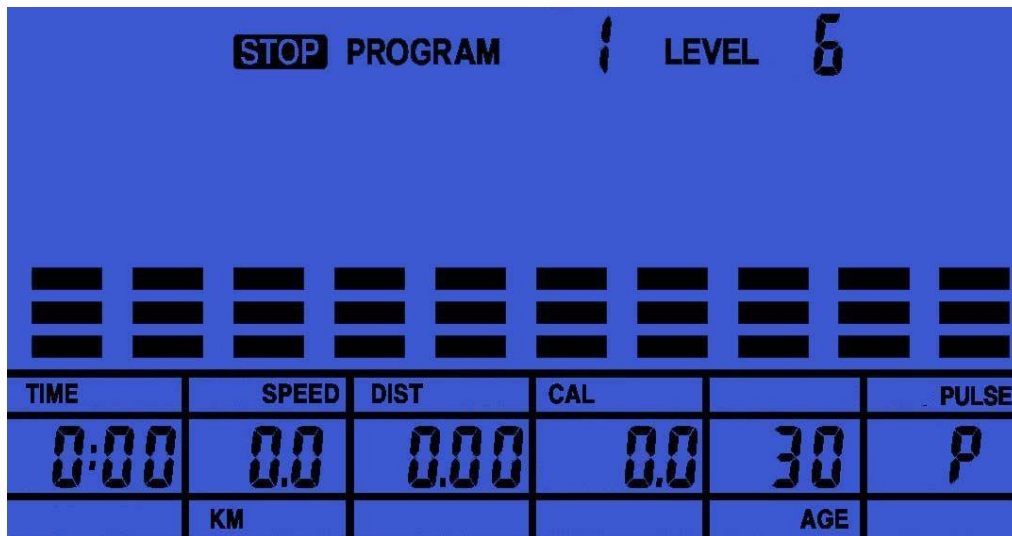 STOP PROGRAM 1 LEVEL 6
TIME SPEED DIST CAL PULSE
0:00 0.0 0.00 0.0 30 P
KM AGE